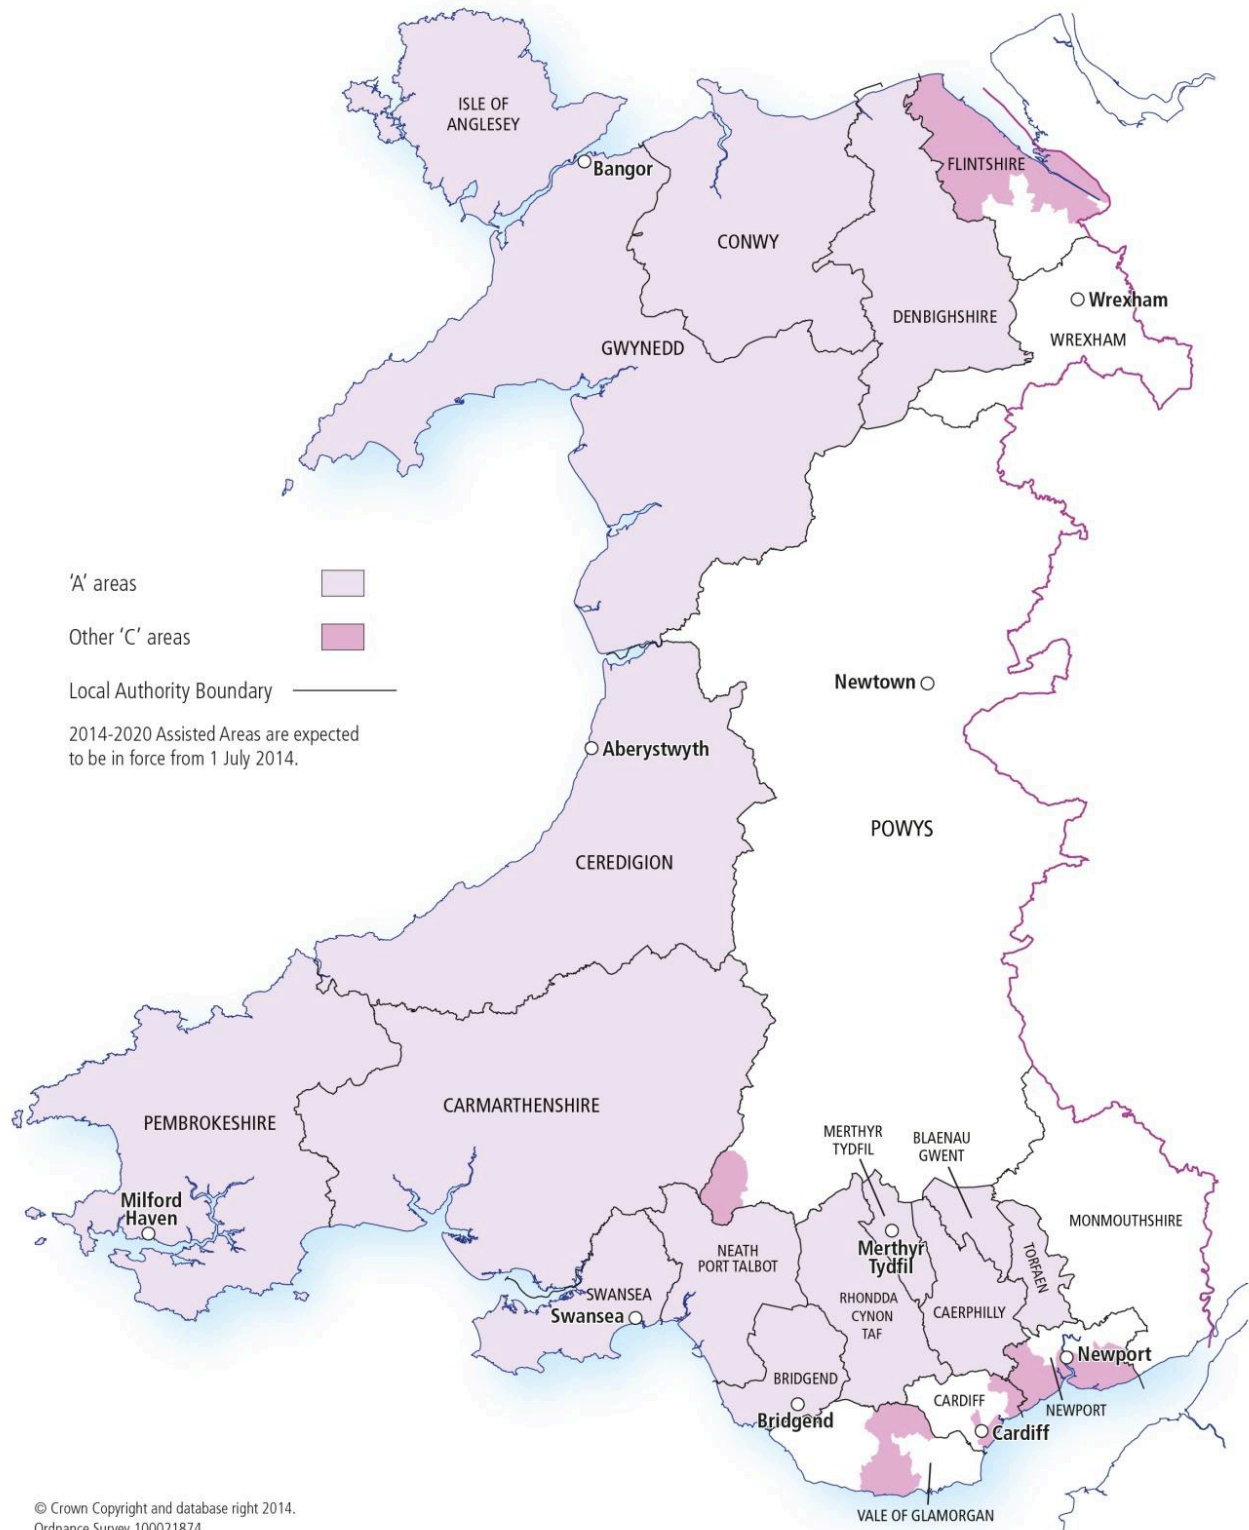 ISLE OF
ANGLESEY
Bangor
FLINTSHIRE
CONWY
Wrexham
DENBIGHSHIRE
WREXHAM
GWYNEDD
'A' areas
Other 'C' areas
Local Authority Boundary
2014-2020 Assisted Areas are expected
to be in force from 1 July 2014.
Newtown
Aberystwyth
POWYS
CEREDIGION
CARMARTHENSHIRE
PEMBROKESHIRE
MERTHYR
TYDFIL
BLAENAU
GWENT
Milford
Haven
MONMOUTHSHIRE
Merthyr
Tydfil
NEATH
PORT TALBOT
TORFAEN
SWANSEA
Swansea
RHONDDA
CYNON
TAF
CAERPHILLY
Newport
BRIDGEND
CARDIFF
NEWPORT
Bridgend
Cardiff
VALE OF GLAMORGAN
© Crown Copyright and database right 2014.
Ordnance Survey 100021874